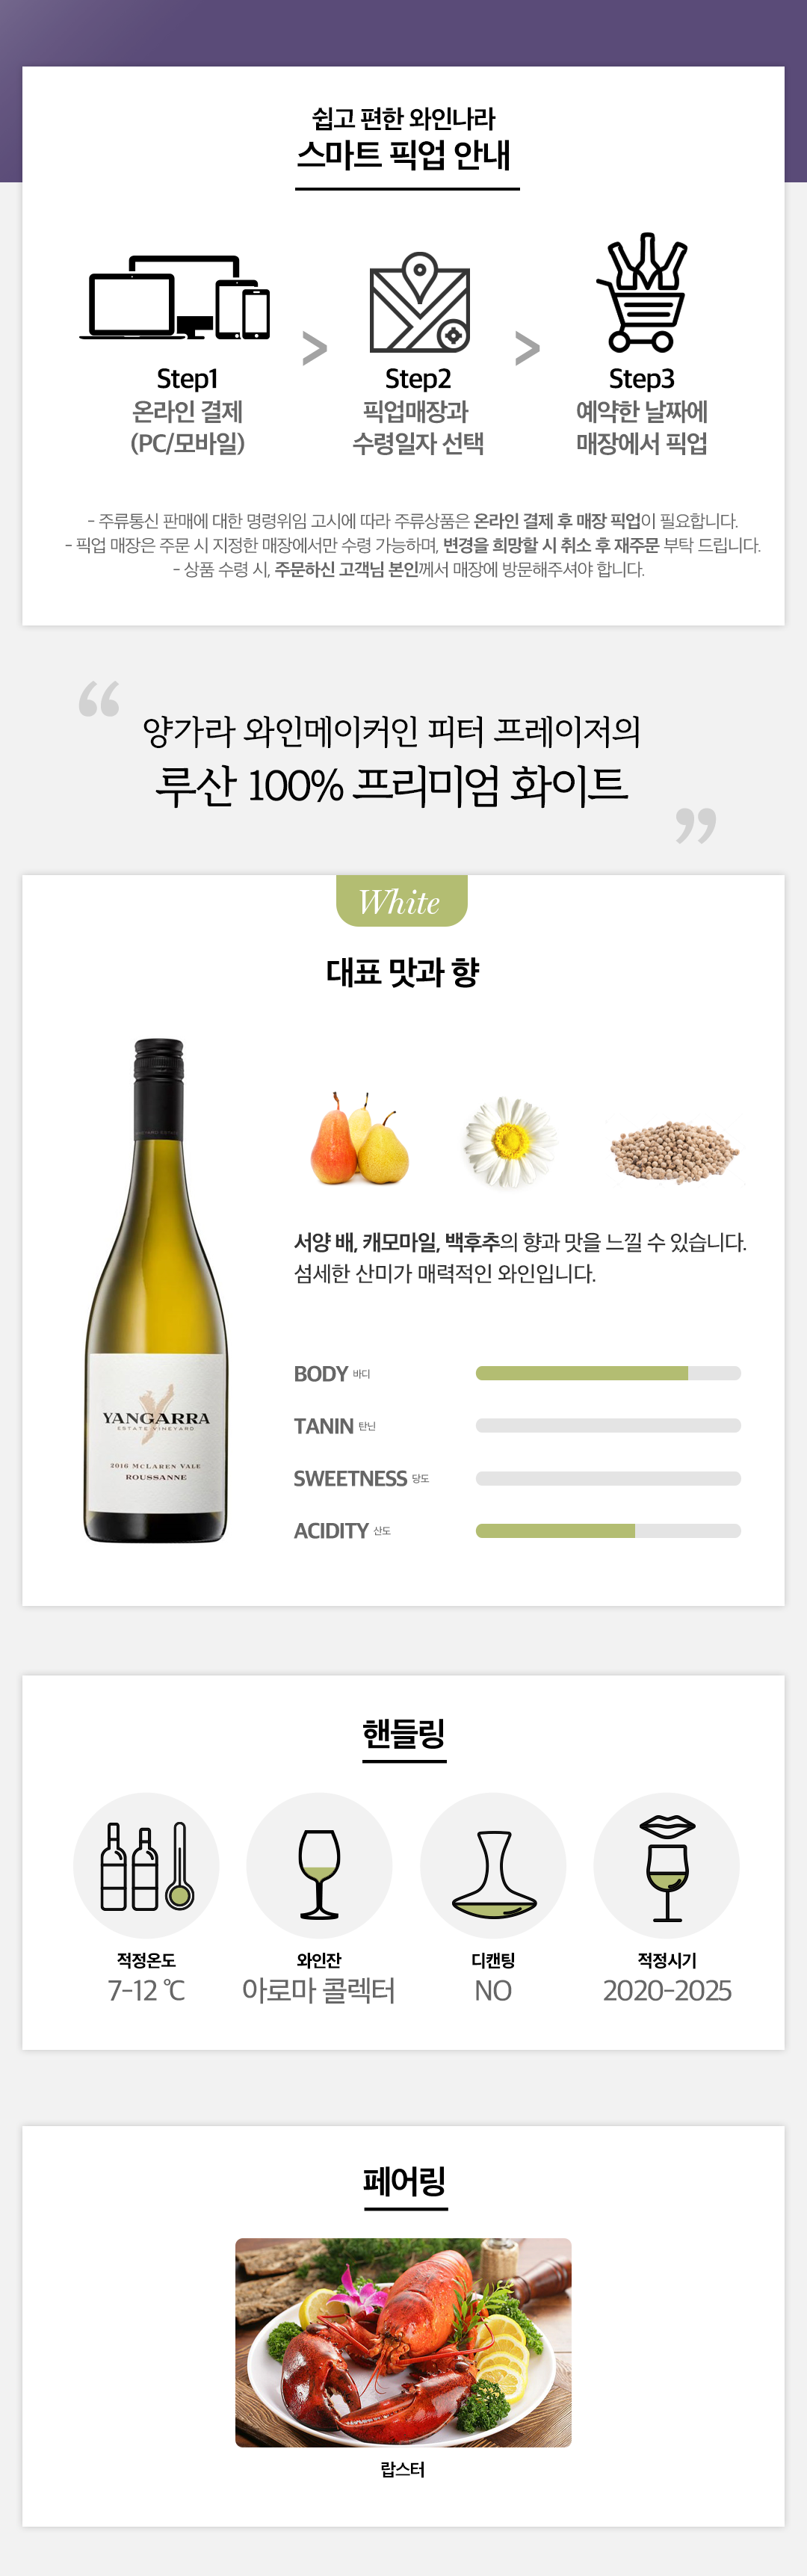 쉽고 편한 와인나라
스마트 픽업 안내
Step1
온라인 결제
(PC/모바일)
>
Step2
픽업매장과
수령일자 선택
>
Step3
예약한 날짜에
매장에서 픽업
- 주류통신 판매에 대한 명령위임 고시에 따라 주류상품은 온라인 결제 후 매장 픽업이 필요합니다.
- 픽업 매장은 주문 시 지정한 매장에서만 수령 가능하며, 변경을 희망할 시 취소 후 재주문 부탁 드립니다.
- 상품 수령 시, 주문하신 고객님 본인께서 매장에 방문해주셔야 합니다.
“
양가라 와인메이커인 피터 프레이저의
루산 100% 프리미엄 화이트
”
White
대표 맛과 향
서양 배, 캐모마일, 백후추의 향과 맛을 느낄 수 있습니다.
섬세한 산미가 매력적인 와인입니다.
YANGARRA
ESTATE VINEYARD
2016 MCLAREN VALE
ROUSSANNE
BODY 바디
TANIN 탄닌
SWEETNESS 당도
ACIDITY 산도
핸들링
적정온도
7-12 ℃
와인잔
아로마 콜렉터
디캔팅
NO
적정시기
2020-2025
페어링
랍스터